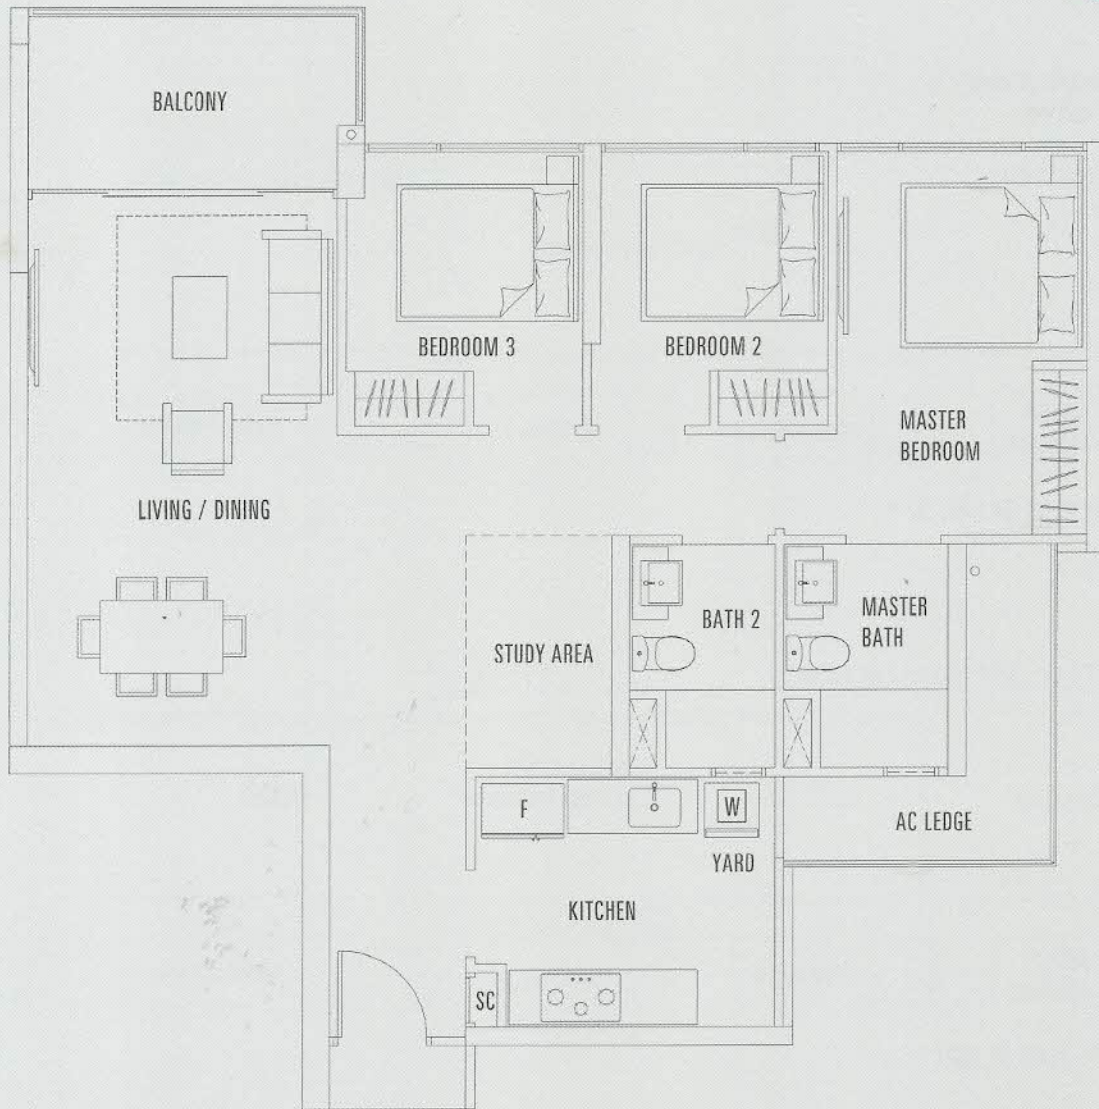 BALCONY
BEDROOM 3
BEDROOM 2
MASTER
BEDROOM
LIVING / DINING
BATH 2
MASTER
BATH
STUDY AREA
F
W
AC LEDGE
YARD
KITCHEN
SC